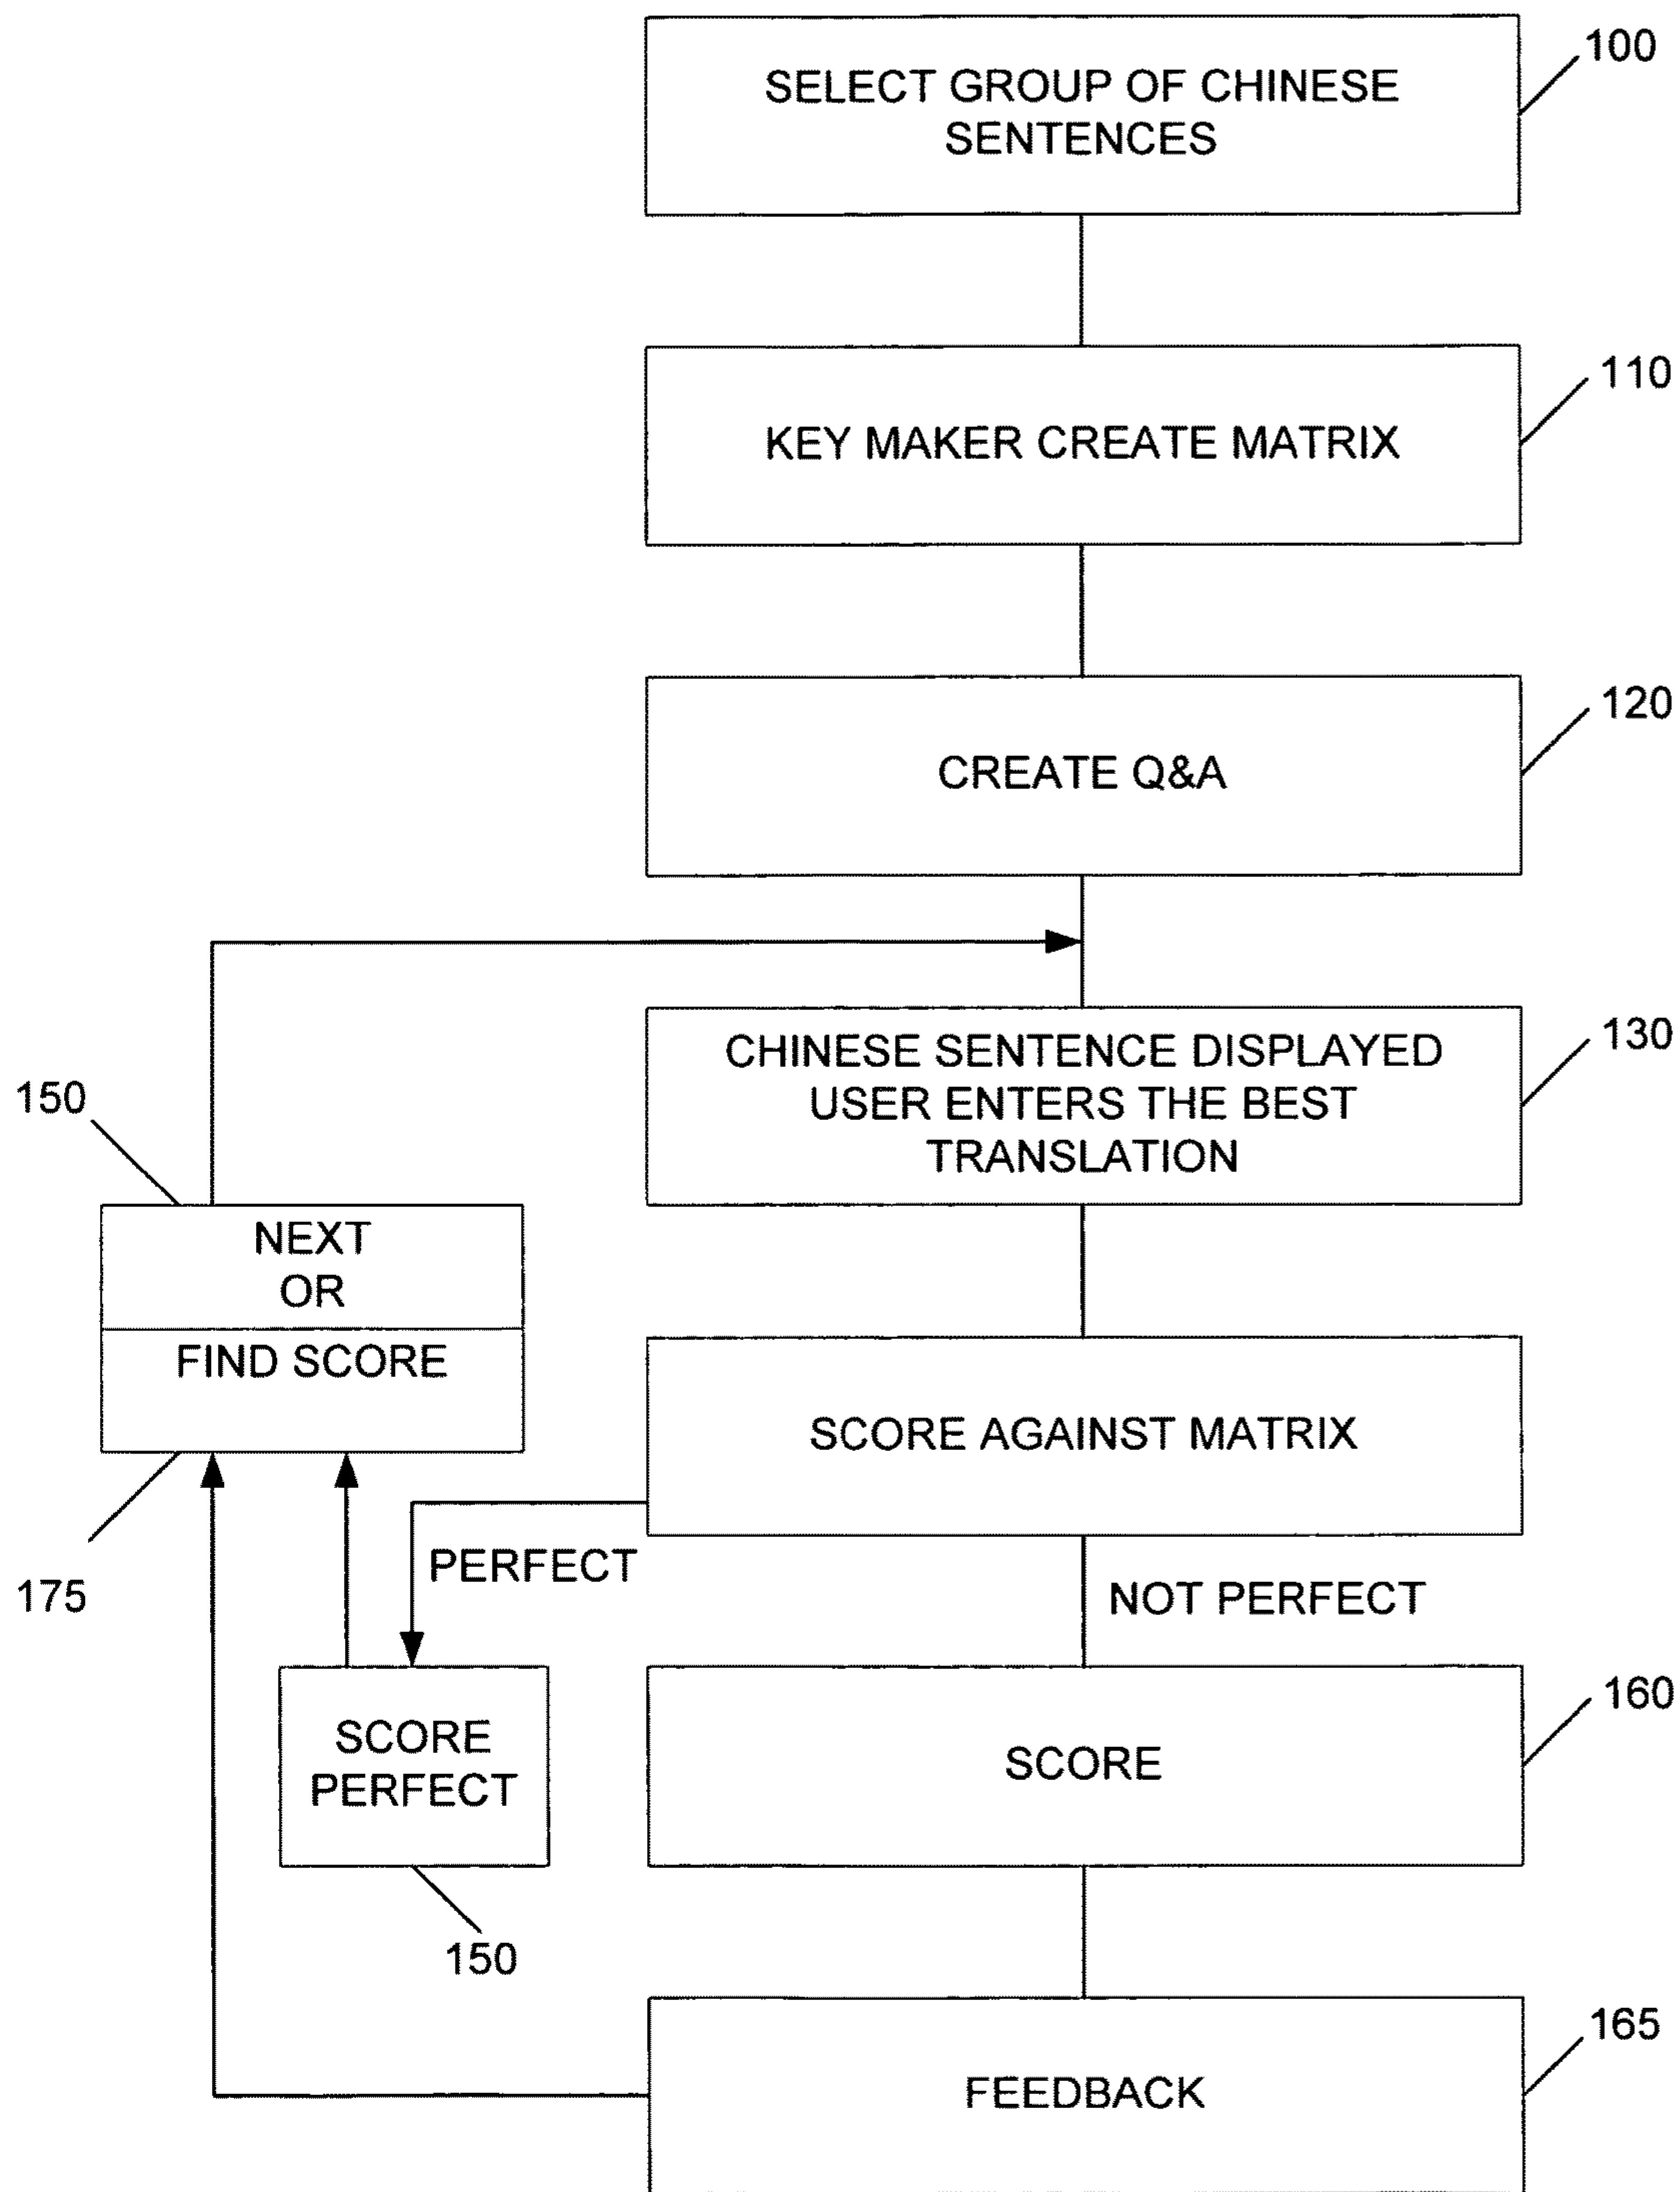 100
SELECT GROUP OF CHINESE
SENTENCES
110
KEY MAKER CREATE MATRIX
120
CREATE Q&A
130
CHINESE SENTENCE DISPLAYED
USER ENTERS THE BEST
TRANSLATION
150
NEXT
OR
FIND SCORE
175
SCORE AGAINST MATRIX
PERFECT
NOT PERFECT
SCORE
PERFECT
150
160
SCORE
165
FEEDBACK